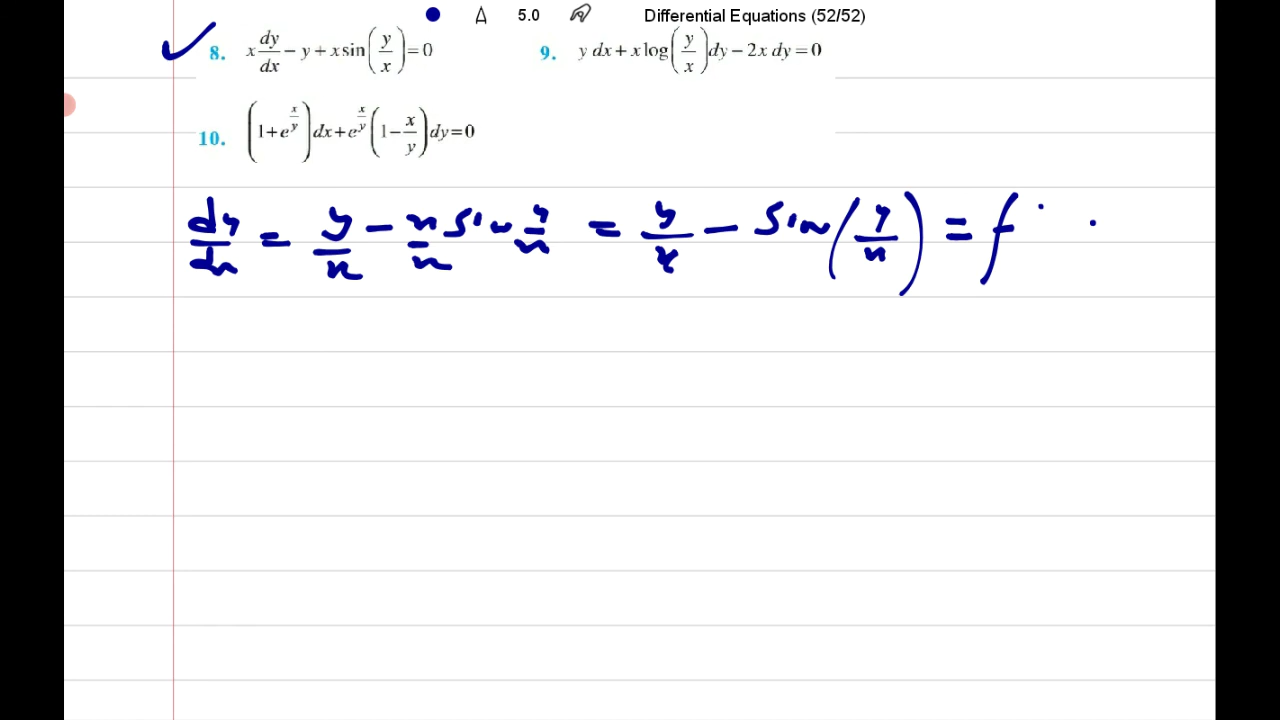 5.0 Differential Equations (52/52)
8. x dy/dx − y + x sin(y/x) = 0 9. y dx + x log(y/x) dy − 2x dy = 0
10. (1 + e^(x/y)) dx + e^(x/y) (1 − x/y) dy = 0
dy/dx = y/x − x/x sin y/x = y/x − sin(y/x) = f